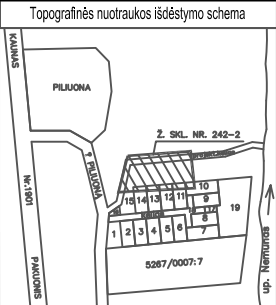 Topografinės nuotraukos išdėstymo schema
KAUNAS
PILIUONA
Ž. SKL. NR. 242-2
Į PILIUONĄ
Nr.1901
15 14 13 12 11
10
9
8
7
19
1 2 3 4 5 6
5267/0007:7
PAKUONIS
up. Nemunas